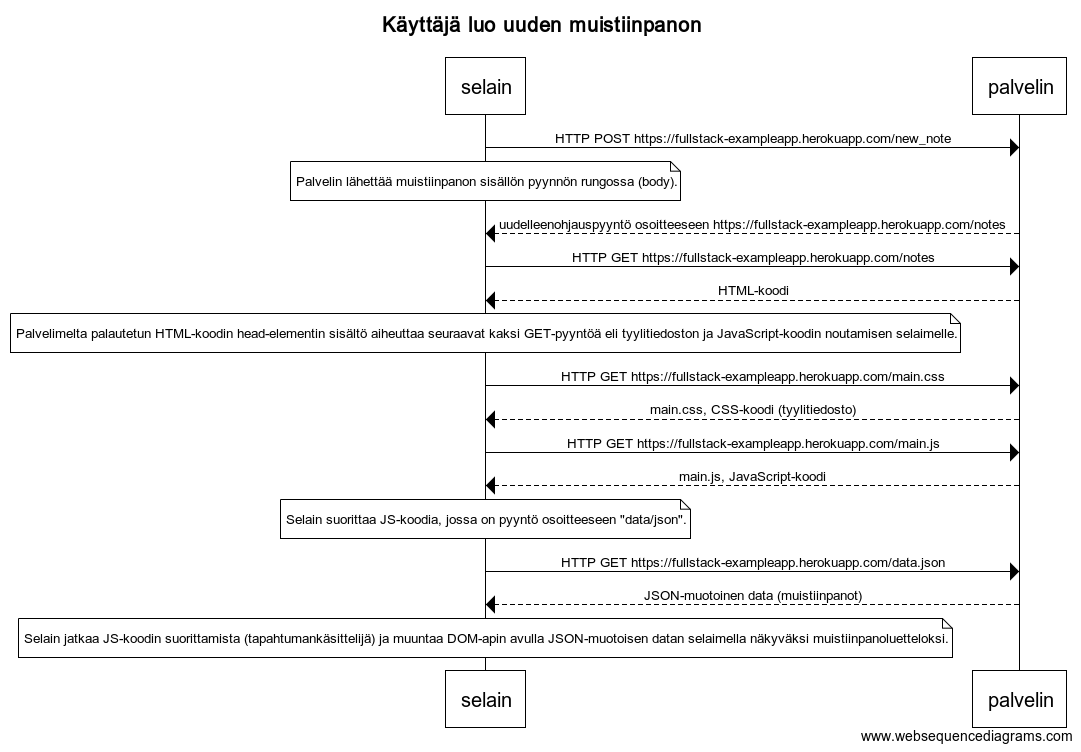 Käyttäjä luo uuden muistiinpanon
selain
palvelin
HTTP POST https://fullstack-exampleapp.herokuapp.com/new_note
Palvelin lähettää muistiinpanon sisällön pyynnön rungossa (body).
uudelleenohjauspyyntö osoitteeseen https://fullstack-exampleapp.herokuapp.com/notes
HTTP GET https://fullstack-exampleapp.herokuapp.com/notes
HTML-koodi
Palvelimelta palautetun HTML-koodin head-elementin sisältö aiheuttaa seuraavat kaksi GET-pyyntöä eli tyylitiedoston ja JavaScript-koodin noutamisen selaimelle.
HTTP GET https://fullstack-exampleapp.herokuapp.com/main.css
main.css, CSS-koodi (tyylitiedosto)
HTTP GET https://fullstack-exampleapp.herokuapp.com/main.js
main.js, JavaScript-koodi
Selain suorittaa JS-koodia, jossa on pyyntö osoitteeseen "data/json".
HTTP GET https://fullstack-exampleapp.herokuapp.com/data.json
JSON-muotoinen data (muistiinpanot)
Selain jatkaa JS-koodin suorittamista (tapahtumankäsittelijä) ja muuntaa DOM-apin avulla JSON-muotoisen datan selaimella näkyväksi muistiinpanoluetteloksi.
selain
palvelin
www.websequencediagrams.com